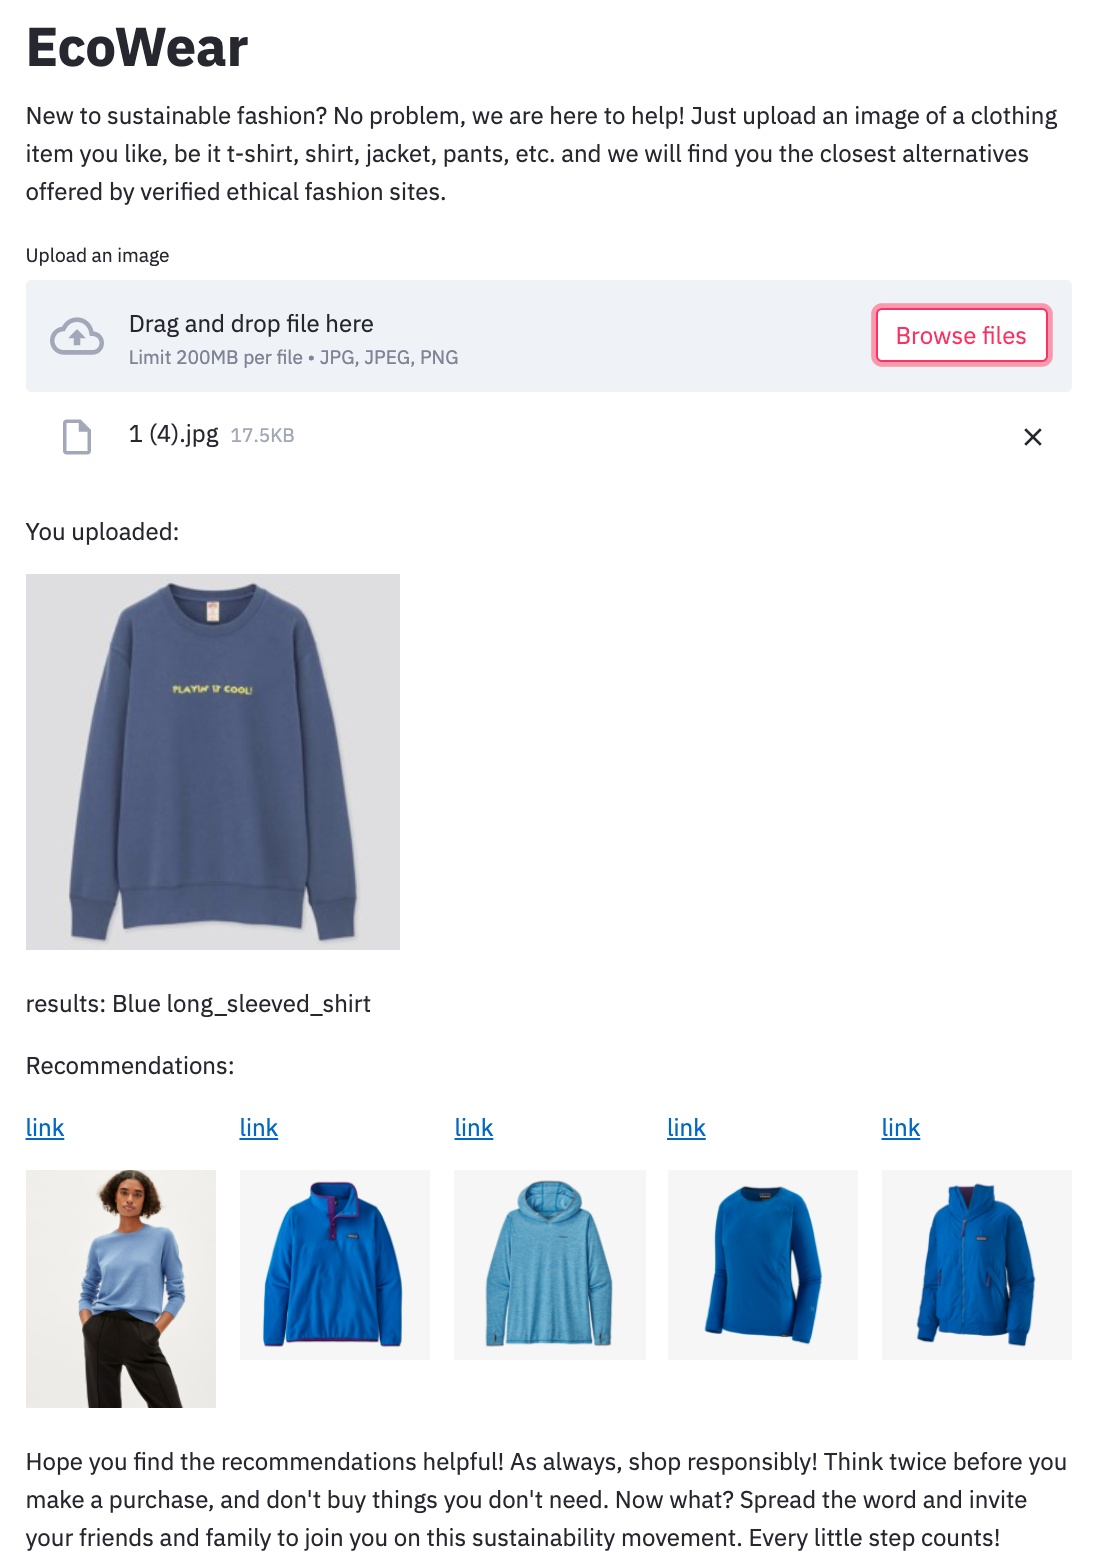 EcoWear
New to sustainable fashion? No problem, we are here to help! Just upload an image of a clothing
item you like, be it t-shirt, shirt, jacket, pants, etc. and we will find you the closest alternatives
offered by verified ethical fashion sites.
Upload an image
Drag and drop file here
Limit 200MB per file • JPG, JPEG, PNG
Browse files
1 (4).jpg 17.5KB
You uploaded:
PLAYIN' IT COOL!
results: Blue long_sleeved_shirt
Recommendations:
link link link link link
Hope you find the recommendations helpful! As always, shop responsibly! Think twice before you
make a purchase, and don't buy things you don't need. Now what? Spread the word and invite
your friends and family to join you on this sustainability movement. Every little step counts!